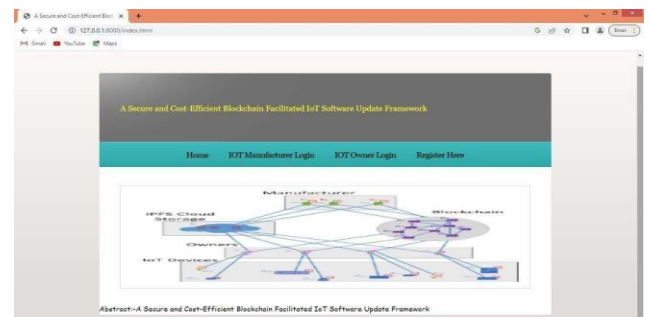 A Secure and Cost-Efficient Bloc
127.0.0.1:8000/index.html
Error
Gmail YouTube Maps
A Secure and Cost-Efficient Blockchain Facilitated IoT Software Update Framework
Home IOT Manufacturer Login IOT Owner Login Register Here
Manufacturer
IPFS Cloud
Storage
Blockchain
Owners
IoT Devices
Abstract:-A Secure and Cost-Efficient Blockchain Facilitated IoT Software Update Framework